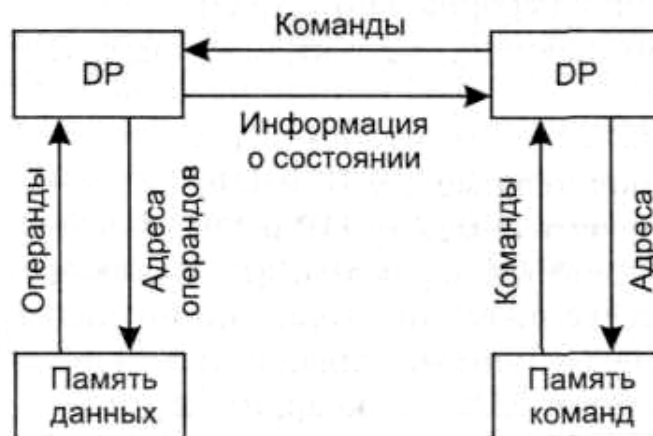 Команды
DP
DP
Информация
о состоянии
Операнды
Адреса
операндов
Команды
Адреса
Память
данных
Память
команд